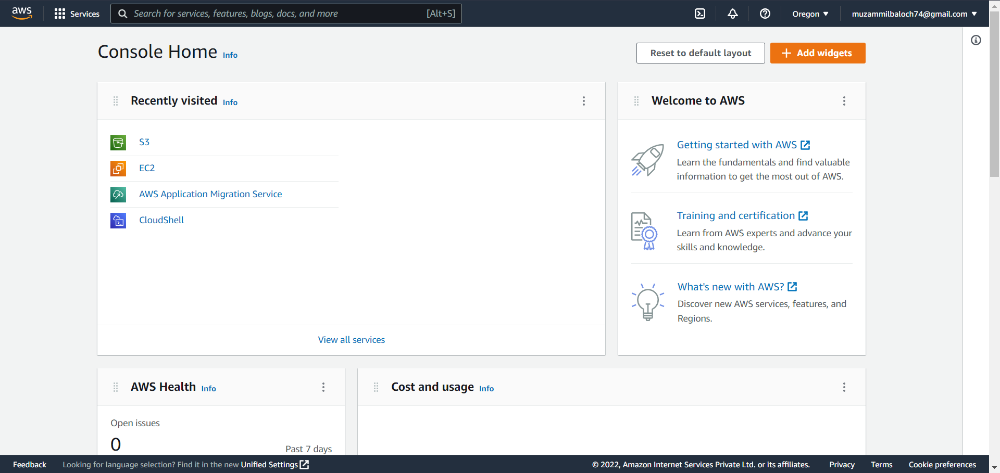 aws
Services
Search for services, features, blogs, docs, and more [Alt+S]
Oregon
muzammilbaloch74@gmail.com
Console Home Info
Reset to default layout
Add widgets
Recently visited Info
S3
EC2
AWS Application Migration Service
CloudShell
View all services
Welcome to AWS
Getting started with AWS
Learn the fundamentals and find valuable
information to get the most out of AWS.
Training and certification
Learn from AWS experts and advance your
skills and knowledge.
What's new with AWS?
Discover new AWS services, features, and
Regions.
AWS Health Info
Open issues
0
Past 7 days
Cost and usage Info
Feedback
Looking for language selection? Find it in the new Unified Settings
© 2022, Amazon Internet Services Private Ltd. or its affiliates.
Privacy
Terms
Cookie preferences